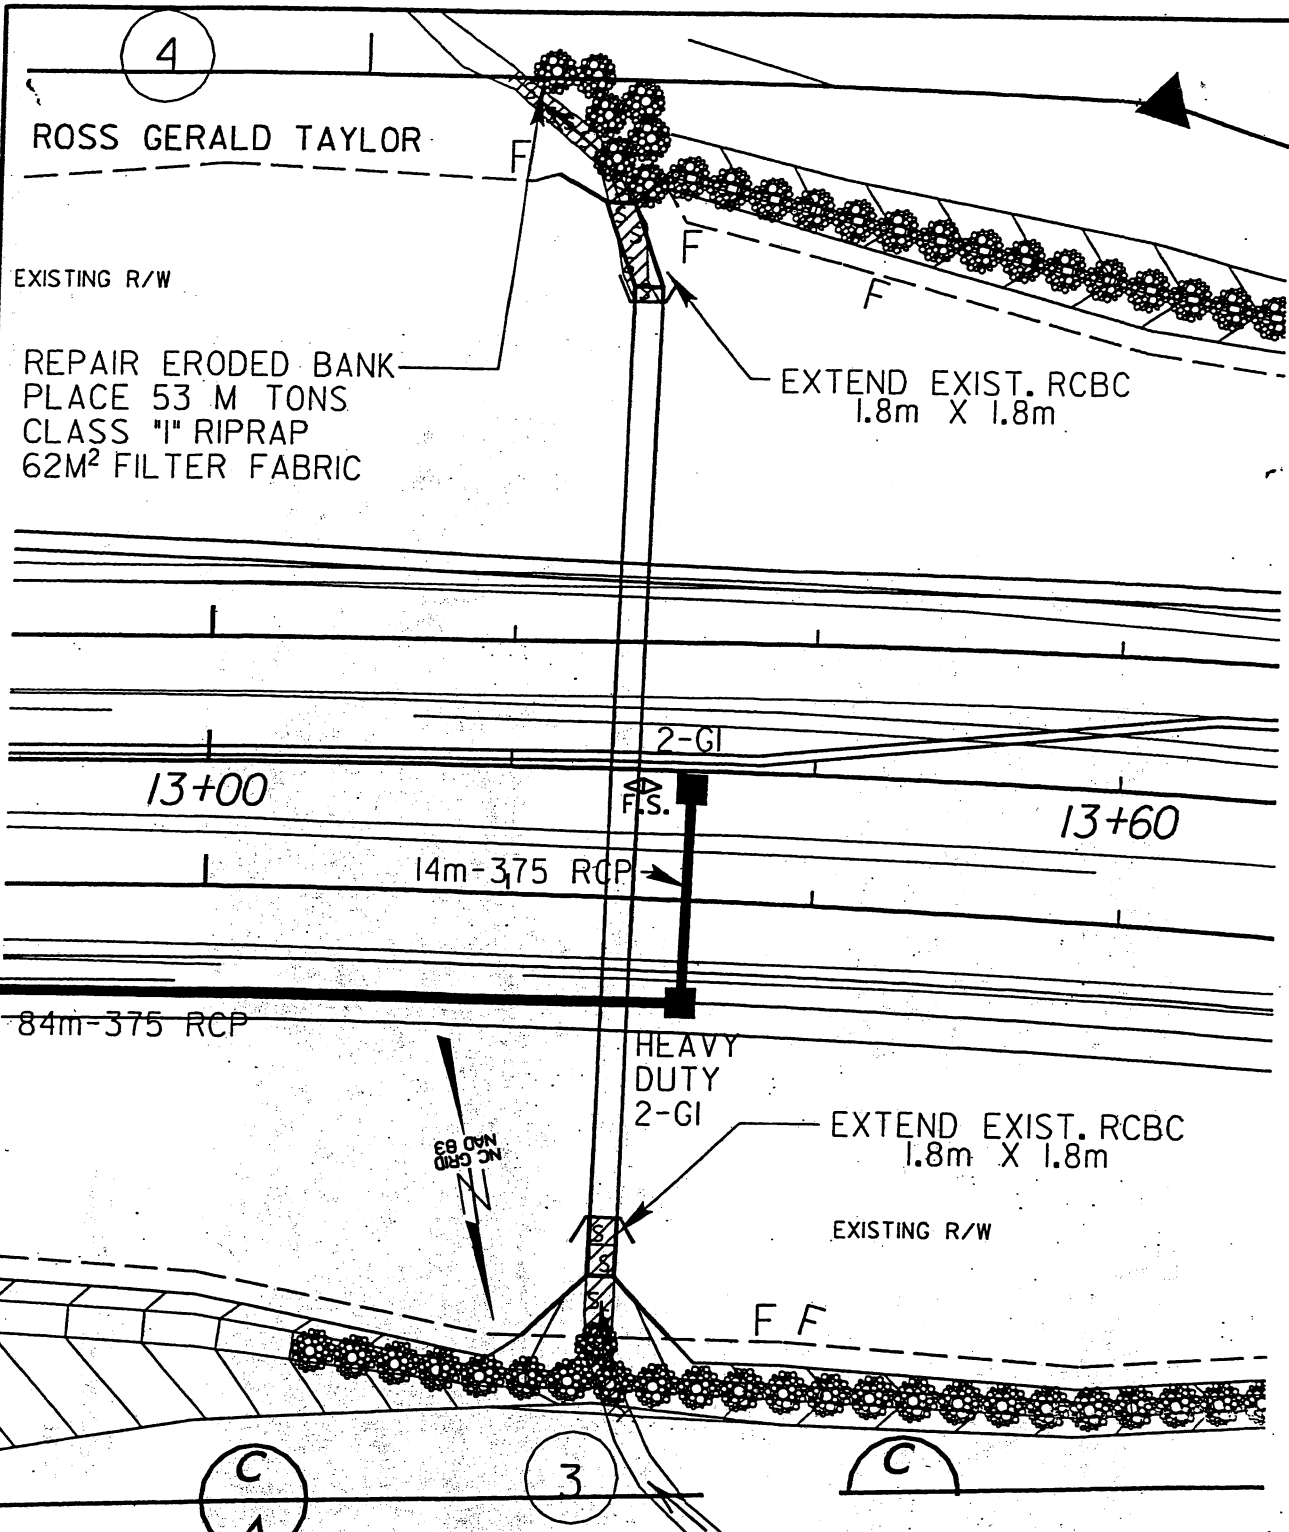 4
ROSS GERALD TAYLOR
F
F
F
EXISTING R/W
REPAIR ERODED BANK
PLACE 53 M TONS
CLASS "I" RIPRAP
62M² FILTER FABRIC
EXTEND EXIST. RCBC
1.8m X 1.8m
2-GI
13+00
F.S.
13+60
14m-375 RCP
84m-375 RCP
HEAVY
DUTY
2-GI
NC GRID
NAD 83
EXTEND EXIST. RCBC
1.8m X 1.8m
EXISTING R/W
S
S
S
F F
C
3
C